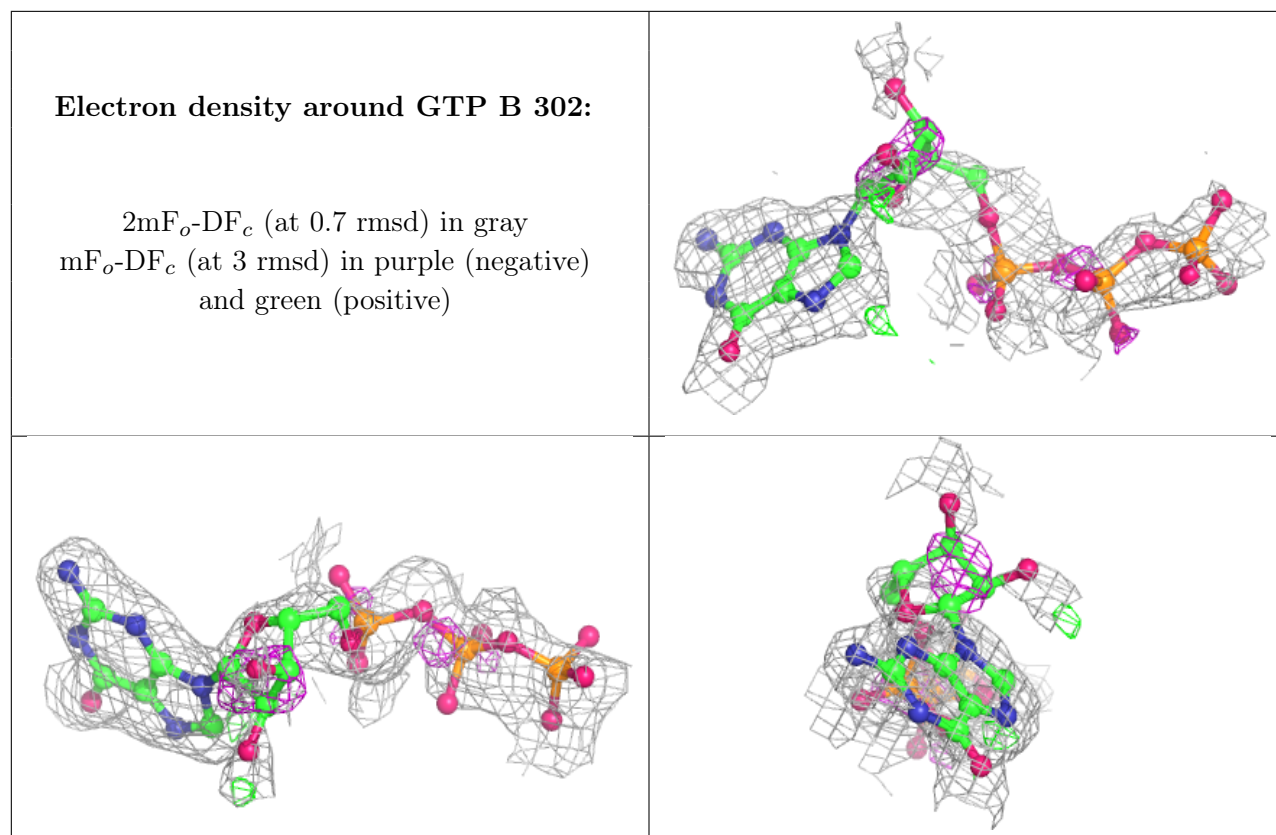 Electron density around GTP B 302:
2mFo-DFc (at 0.7 rmsd) in gray
mFo-DFc (at 3 rmsd) in purple (negative)
and green (positive)